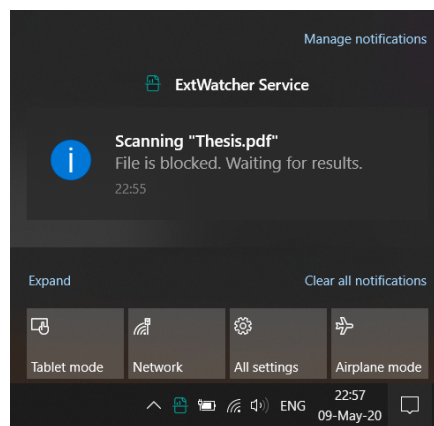 Manage notifications
ExtWatcher Service
Scanning "Thesis.pdf"
File is blocked. Waiting for results.
22:55
Expand
Clear all notifications
Tablet mode
Network
All settings
Airplane mode
ENG
22:57
09-May-20